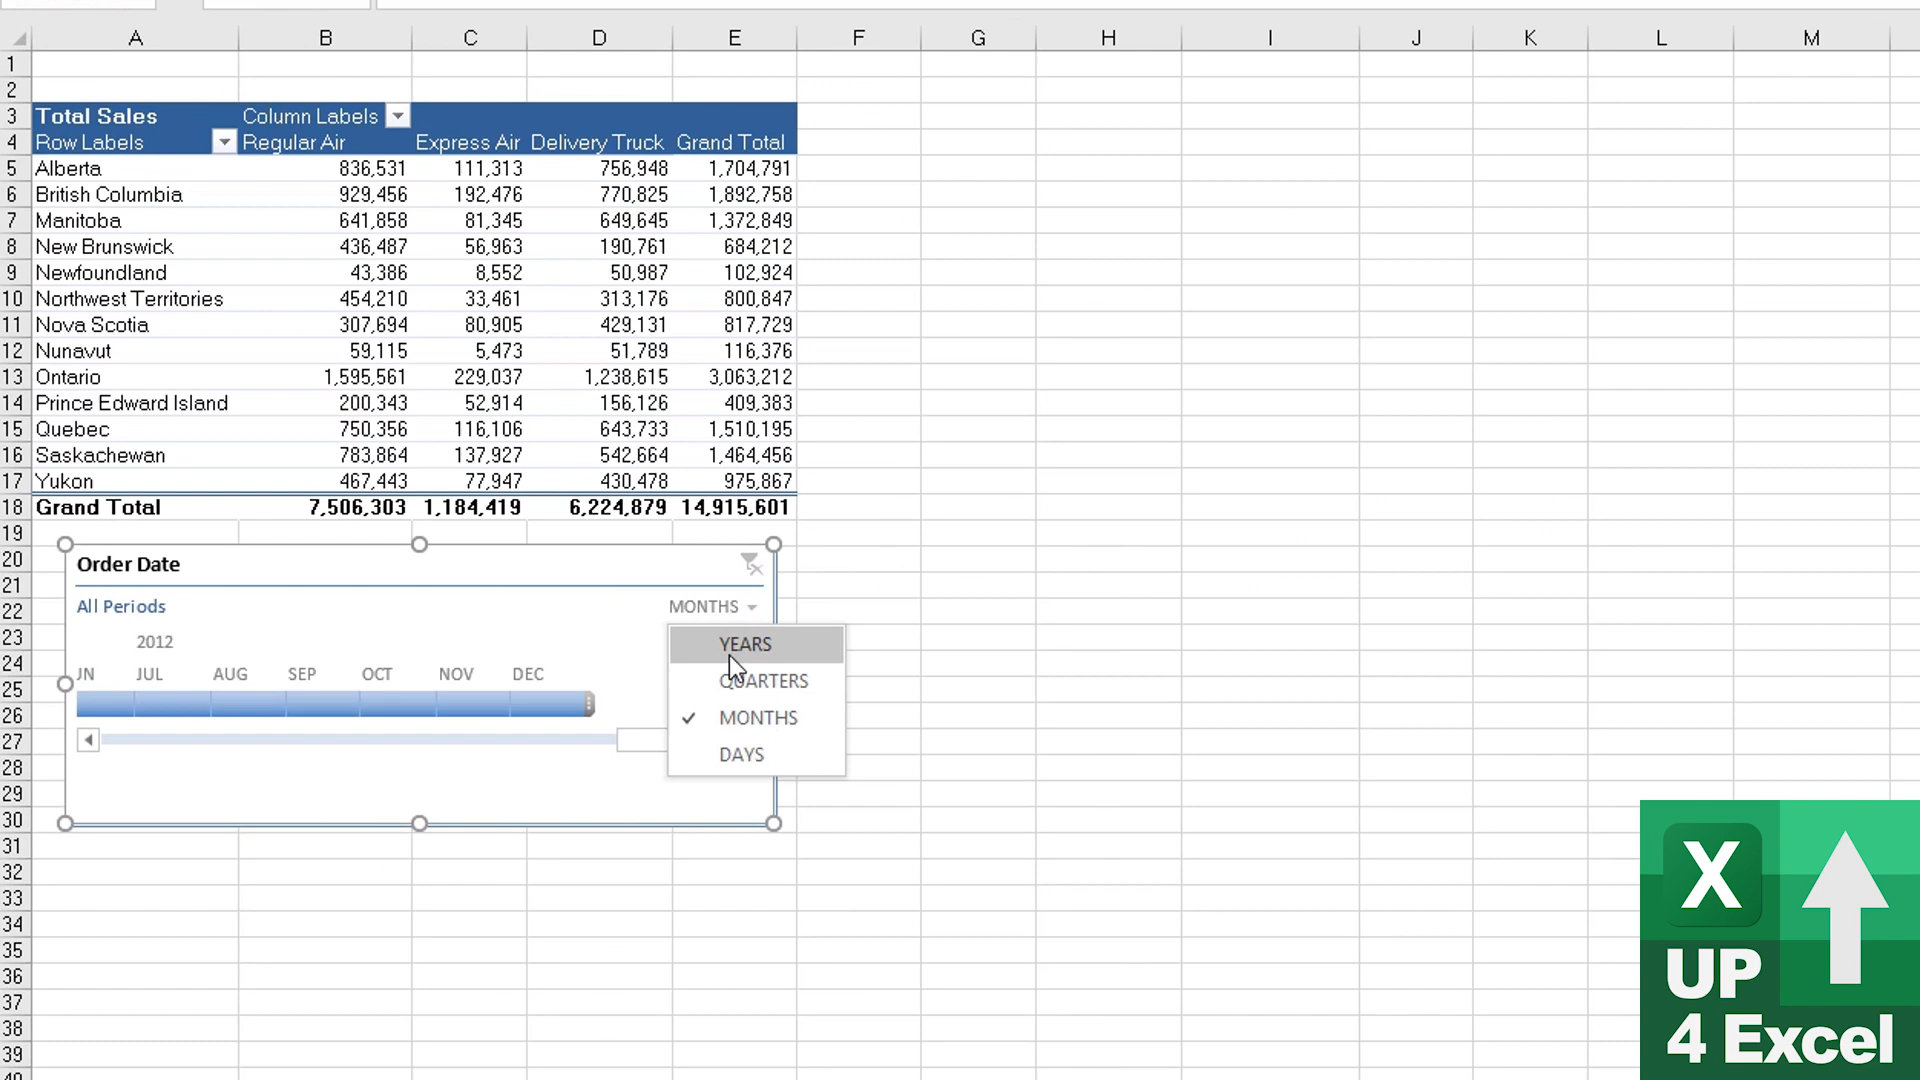 A B C D E F G H I J K L M
1
2
3 Total Sales Column Labels
4 Row Labels Regular Air Express Air Delivery Truck Grand Total
5 Alberta 836,531 111,313 756,948 1,704,791
6 British Columbia 929,456 192,476 770,825 1,892,758
7 Manitoba 641,858 81,345 649,645 1,372,849
8 New Brunswick 436,487 56,963 190,761 684,212
9 Newfoundland 43,386 8,552 50,987 102,924
10 Northwest Territories 454,210 33,461 313,176 800,847
11 Nova Scotia 307,694 80,905 429,131 817,729
12 Nunavut 59,115 5,473 51,789 116,376
13 Ontario 1,595,561 229,037 1,238,615 3,063,212
14 Prince Edward Island 200,343 52,914 156,126 409,383
15 Quebec 750,356 116,106 643,733 1,510,195
16 Saskachewan 783,864 137,927 542,664 1,464,456
17 Yukon 467,443 77,947 430,478 975,867
18 Grand Total 7,506,303 1,184,419 6,224,879 14,915,601
19
20 Order Date
21
22 All Periods MONTHS
23 2012 YEARS
24 JN JUL AUG SEP OCT NOV DEC QUARTERS
25
26 MONTHS
27 DAYS
28
29
30
31
32
33
34
35
36
37
38
39
X
UP
4 Excel